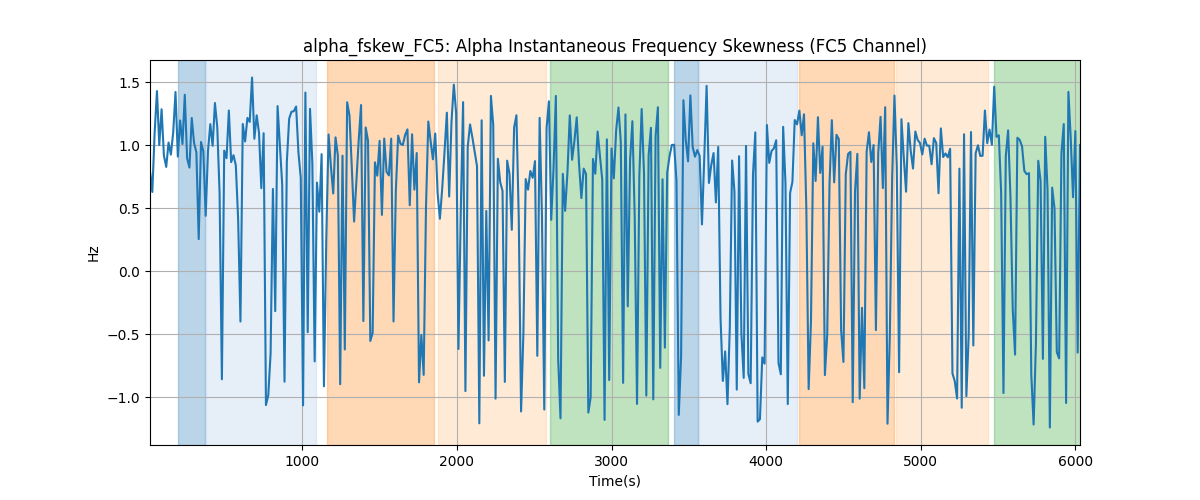 alpha_fskew_FC5: Alpha Instantaneous Frequency Skewness (FC5 Channel)
1.5
1.0
0.5
0.0
−0.5
−1.0
Hz
1000 2000 3000 4000 5000 6000
Time(s)